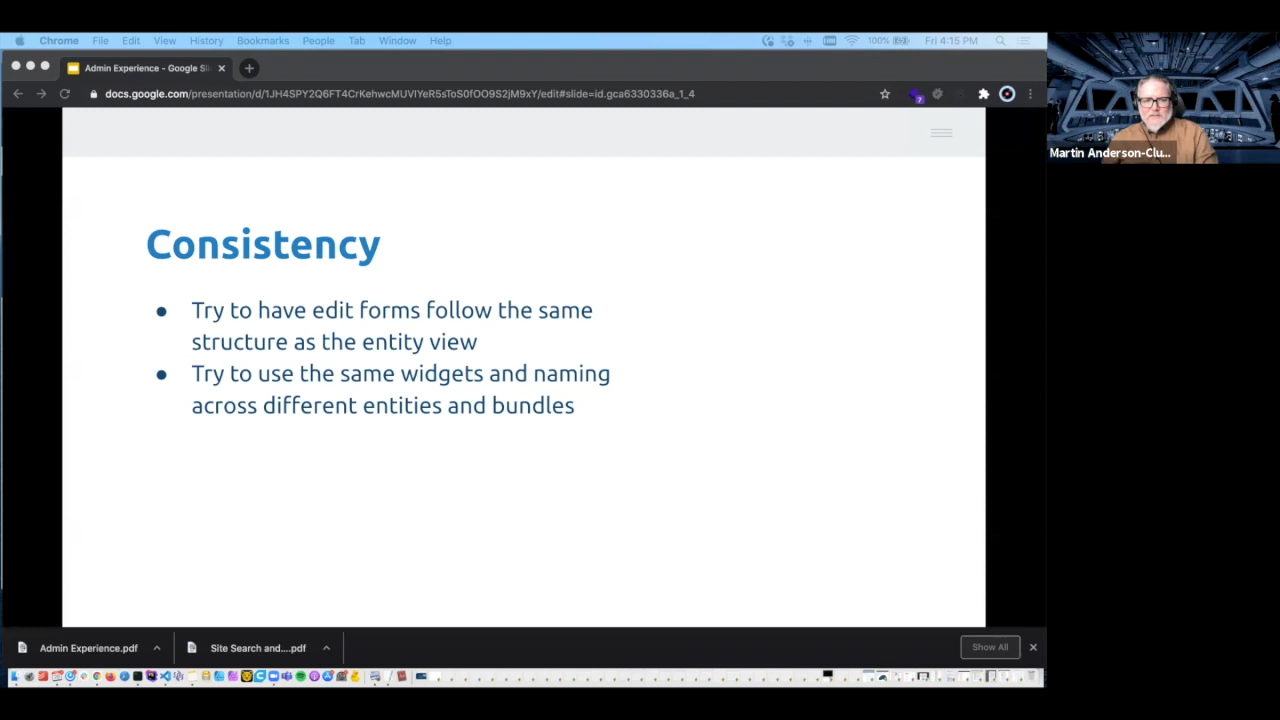 Chrome File Edit View History Bookmarks People Tab Window Help 100% Fri 4:15 PM
Admin Experience - Google Sli
docs.google.com/presentation/d/1JH4SPY2Q6FT4CrKehwcMUVIYeR5sToS0fOO9S2jM9xY/edit#slide=id.gca6330336a_1_4
Martin Anderson-Clu...
Consistency
● Try to have edit forms follow the same
structure as the entity view
● Try to use the same widgets and naming
across different entities and bundles
Admin Experience.pdf Site Search and....pdf Show All